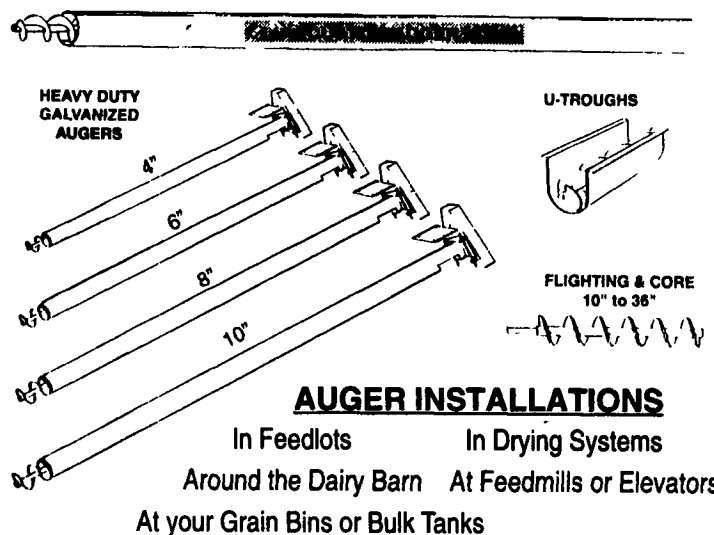 HEAVY DUTY
GALVANIZED
AUGERS
4"
6"
8"
10"
U-TROUGHS
FLIGHTING & CORE
10" to 36"
AUGER INSTALLATIONS
In Feedlots In Drying Systems
Around the Dairy Barn At Feedmills or Elevators
At your Grain Bins or Bulk Tanks